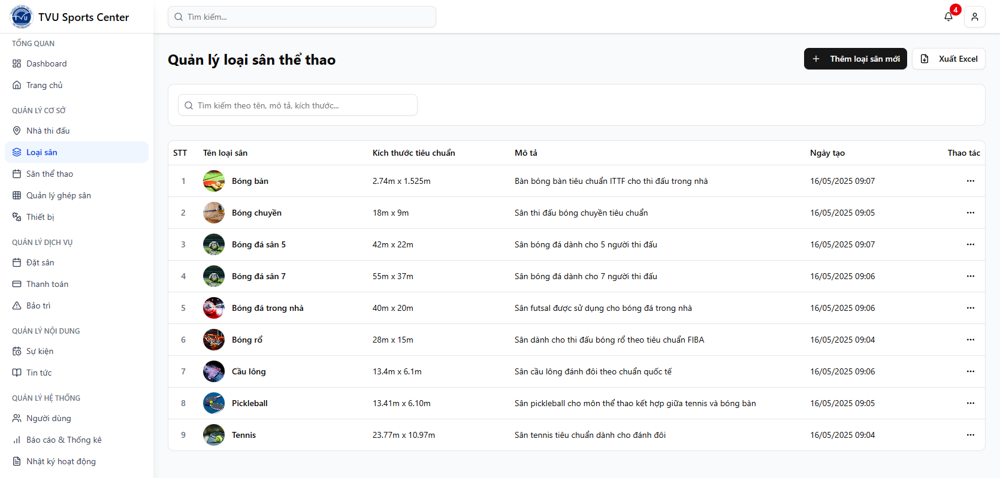 TVU
TVU Sports Center
Tìm kiếm...
4
TỔNG QUAN
Dashboard
Trang chủ
QUẢN LÝ CƠ SỞ
Nhà thi đấu
Loại sân
Sân thể thao
Quản lý ghép sân
Thiết bị
QUẢN LÝ DỊCH VỤ
Đặt sân
Thanh toán
Bảo trì
QUẢN LÝ NỘI DUNG
Sự kiện
Tin tức
QUẢN LÝ HỆ THỐNG
Người dùng
Báo cáo & Thống kê
Nhật ký hoạt động
Quản lý loại sân thể thao
Thêm loại sân mới
Xuất Excel
Tìm kiếm theo tên, mô tả, kích thước...
STT Tên loại sân Kích thước tiêu chuẩn Mô tả Ngày tạo Thao tác
1 Bóng bàn 2.74m x 1.525m Bàn bóng bàn tiêu chuẩn ITTF cho thi đấu trong nhà 16/05/2025 09:07
2 Bóng chuyền 18m x 9m Sân thi đấu bóng chuyền tiêu chuẩn 16/05/2025 09:05
3 Bóng đá sân 5 42m x 22m Sân bóng đá dành cho 5 người thi đấu 16/05/2025 09:07
4 Bóng đá sân 7 55m x 37m Sân bóng đá dành cho 7 người thi đấu 16/05/2025 09:06
5 Bóng đá trong nhà 40m x 20m Sân futsal được sử dụng cho bóng đá trong nhà 16/05/2025 09:06
6 Bóng rổ 28m x 15m Sân dành cho thi đấu bóng rổ theo tiêu chuẩn FIBA 16/05/2025 09:04
7 Cầu lông 13.4m x 6.1m Sân cầu lông đánh đôi theo chuẩn quốc tế 16/05/2025 09:06
8 Pickleball 13.41m x 6.10m Sân pickleball cho môn thể thao kết hợp giữa tennis và bóng bàn 16/05/2025 09:05
9 Tennis 23.77m x 10.97m Sân tennis tiêu chuẩn dành cho đánh đôi 16/05/2025 09:04